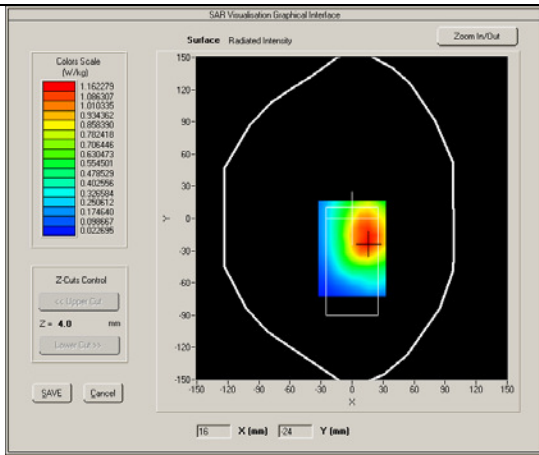 SAR Visualisation Graphical Interface
Surface Radiated Intensity
Zoom In/Out
Colors Scale
(W/kg)
1.162279
1.086307
1.010335
0.934362
0.858390
0.782418
0.706446
0.630473
0.554501
0.478529
0.402556
0.326584
0.250612
0.174640
0.098667
0.022695
Z-Cuts Control
<< Upper Cut
Z = 4.0 mm
Lower Cut >>
SAVE Cancel
150-
120-
90-
60-
30-
0-
-30-
-60-
-90-
-120-
-150-
Y
-150 -120 -90 -60 -30 0 30 60 90 120 150
X
16 X (mm) -24 Y (mm)